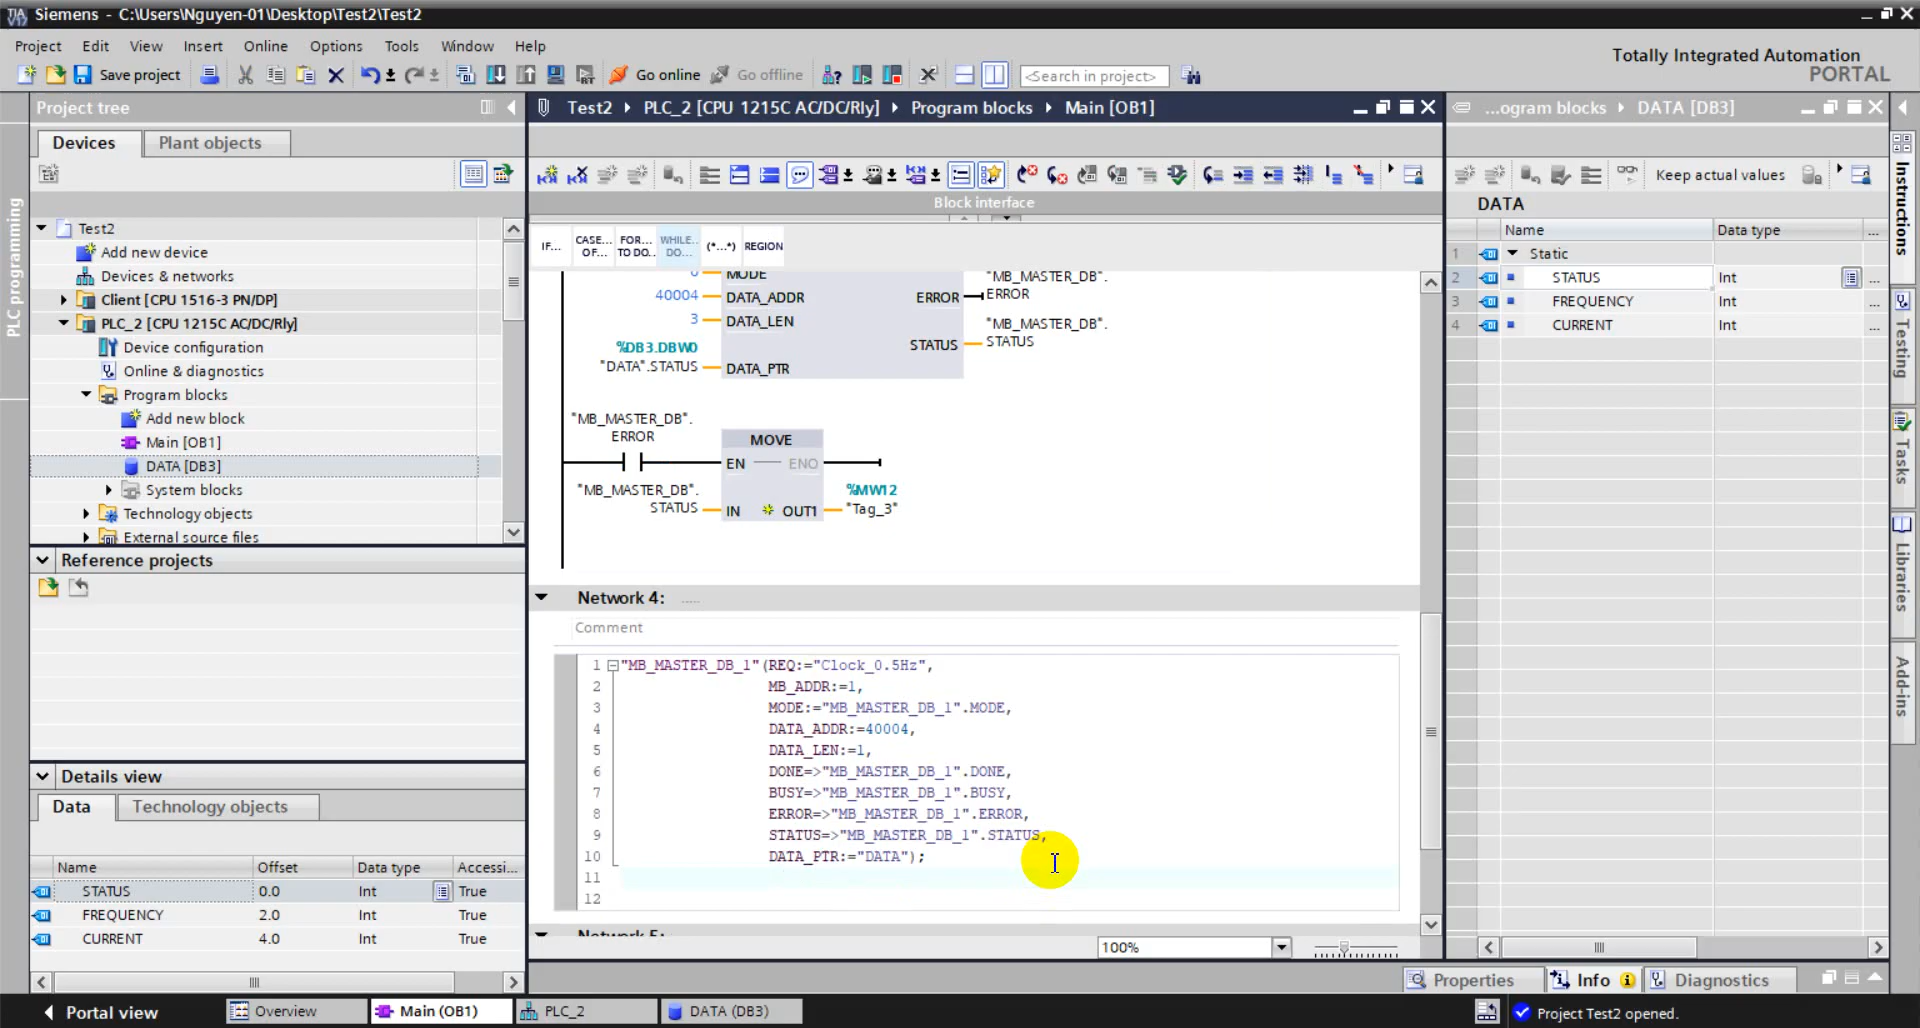 Siemens - C:\Users\Nguyen-01\Desktop\Test2\Test2
Project Edit View Insert Online Options Tools Window Help
Totally Integrated Automation
PORTAL
Save project
Go online
Go offline
<Search in project>
Project tree
Test2 PLC_2 [CPU 1215C AC/DC/Rly] Program blocks Main [OB1]
...ogram blocks DATA [DB3]
Devices
Plant objects
Keep actual values
Block interface
DATA
PLC programming
Test2
Add new device
Devices & networks
Client [CPU 1516-3 PN/DP]
PLC_2 [CPU 1215C AC/DC/Rly]
Device configuration
Online & diagnostics
Program blocks
Add new block
Main [OB1]
DATA [DB3]
System blocks
Technology objects
External source files
Reference projects
Details view
Data
Technology objects
Name Offset Data type Accessi...
STATUS 0.0 Int True
FREQUENCY 2.0 Int True
CURRENT 4.0 Int True
IF...
CASE... OF...
FOR... TO DO..
WHILE.. DO...
(*...*)
REGION
0 MODE
40004 DATA_ADDR
3 DATA_LEN
%DB3.DBW0
"DATA".STATUS DATA_PTR
"MB_MASTER_DB".
ERROR ERROR
"MB_MASTER_DB".
STATUS STATUS
"MB_MASTER_DB".
ERROR
MOVE
EN ENO
"MB_MASTER_DB".
STATUS IN OUT1
%MW12
"Tag_3"
Network 4: .....
Comment
1 "MB_MASTER_DB_1"(REQ:="Clock_0.5Hz",
2 MB_ADDR:=1,
3 MODE:="MB_MASTER_DB_1".MODE,
4 DATA_ADDR:=40004,
5 DATA_LEN:=1,
6 DONE=>"MB_MASTER_DB_1".DONE,
7 BUSY=>"MB_MASTER_DB_1".BUSY,
8 ERROR=>"MB_MASTER_DB_1".ERROR,
9 STATUS=>"MB_MASTER_DB_1".STATUS,
10 DATA_PTR:="DATA");
11
12
Network 5:
100%
Name Data type ...
1 Static
2 STATUS Int ...
3 FREQUENCY Int ...
4 CURRENT Int ...
Instructions
Testing
Tasks
Libraries
Add-ins
Properties
Info
Diagnostics
Portal view
Overview
Main (OB1)
PLC_2
DATA (DB3)
Project Test2 opened.